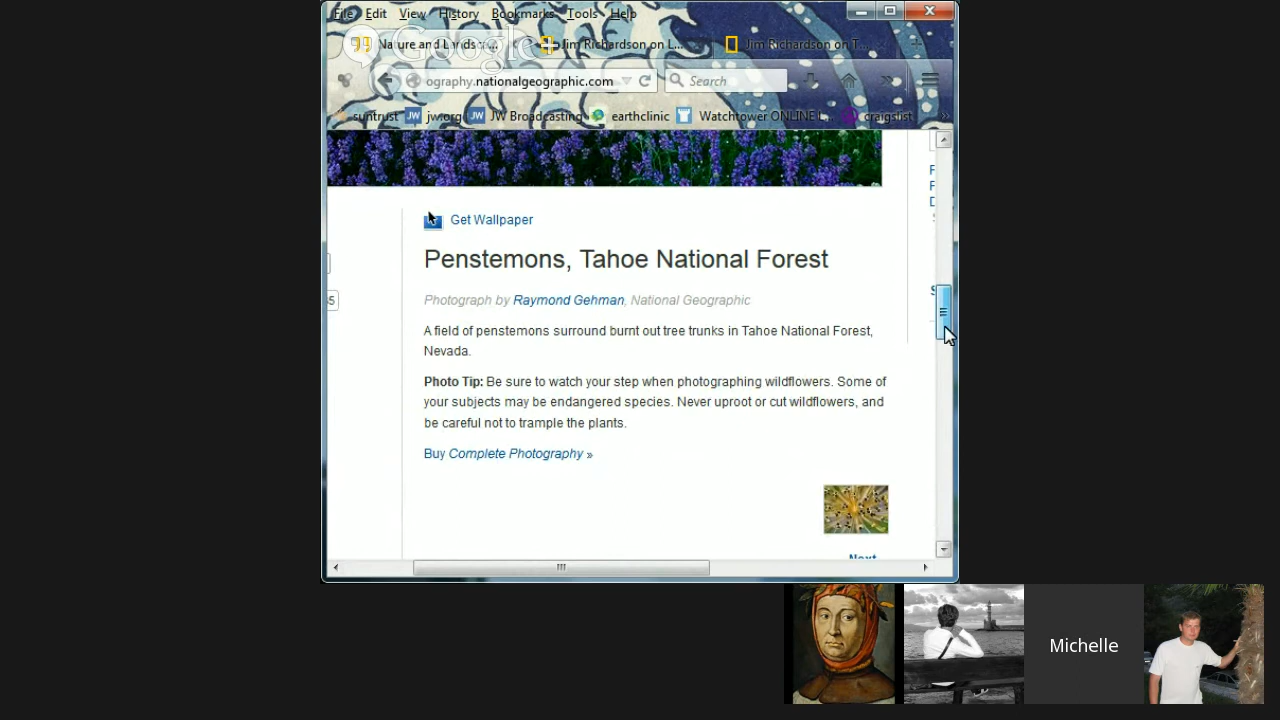 File Edit View History Bookmarks Tools Help
Google+
Nature and Landsc... Jim Richardson on L... Jim Richardson on T...
ography.nationalgeographic.com Search
suntrust JW jw.org JW JW Broadcasting earthclinic Watchtower ONLINE L... craigslist »
Get Wallpaper
Penstemons, Tahoe National Forest
Photograph by Raymond Gehman, National Geographic
A field of penstemons surround burnt out tree trunks in Tahoe National Forest,
Nevada.
Photo Tip: Be sure to watch your step when photographing wildflowers. Some of
your subjects may be endangered species. Never uproot or cut wildflowers, and
be careful not to trample the plants.
Buy Complete Photography »
Next
Michelle